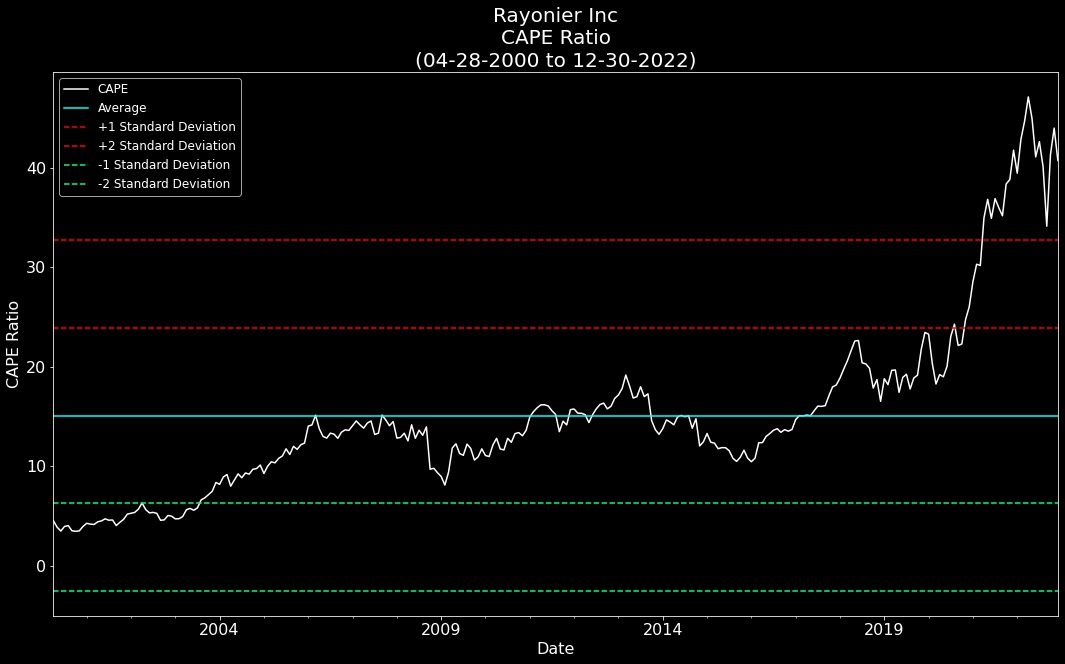 Rayonier Inc
CAPE Ratio
(04-28-2000 to 12-30-2022)
CAPE
Average
+1 Standard Deviation
+2 Standard Deviation
-1 Standard Deviation
-2 Standard Deviation
CAPE Ratio
40
30
20
10
0
2004
2009
2014
2019
Date